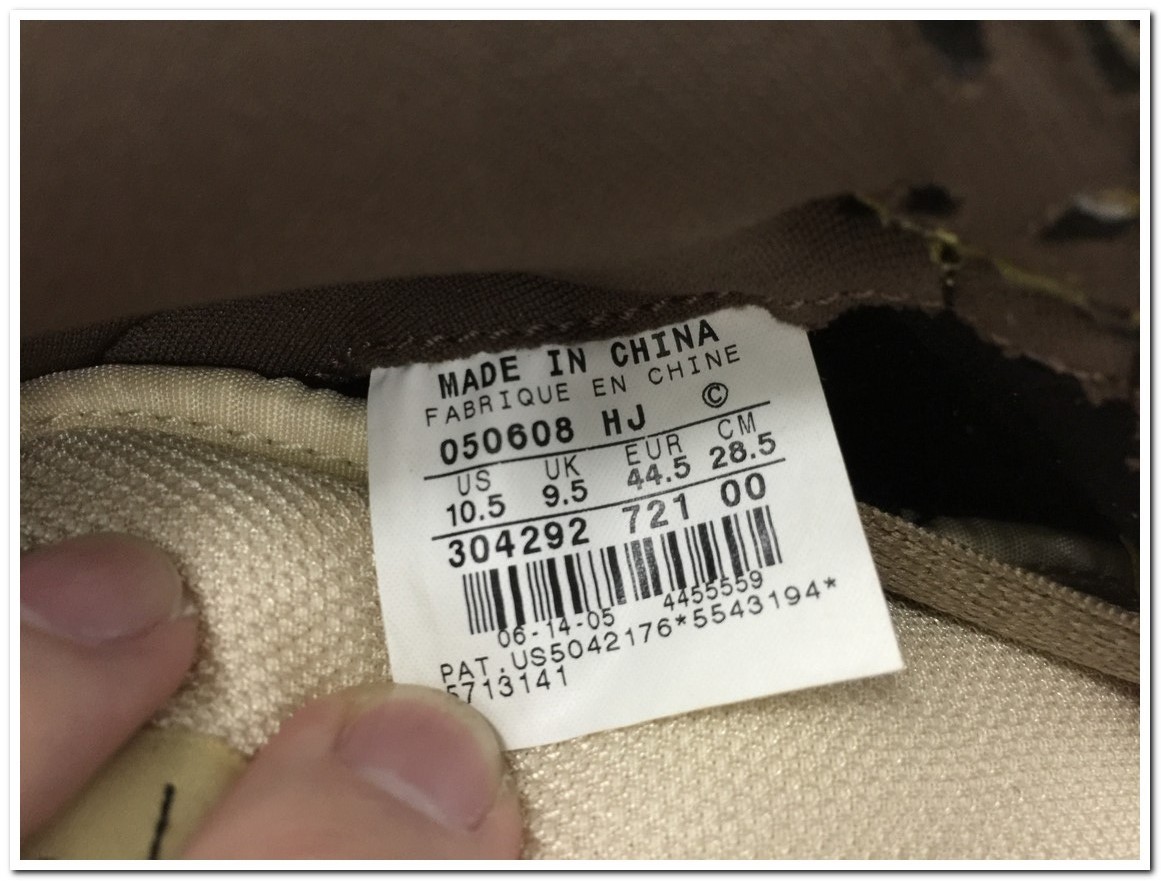 MADE IN CHINA
FABRIQUE EN CHINE
050608 HJ ©
US UK EUR CM
10.5 9.5 44.5 28.5
304292 721 00
06-14-05 4455559
PAT.US5042176*5543194*
5713141